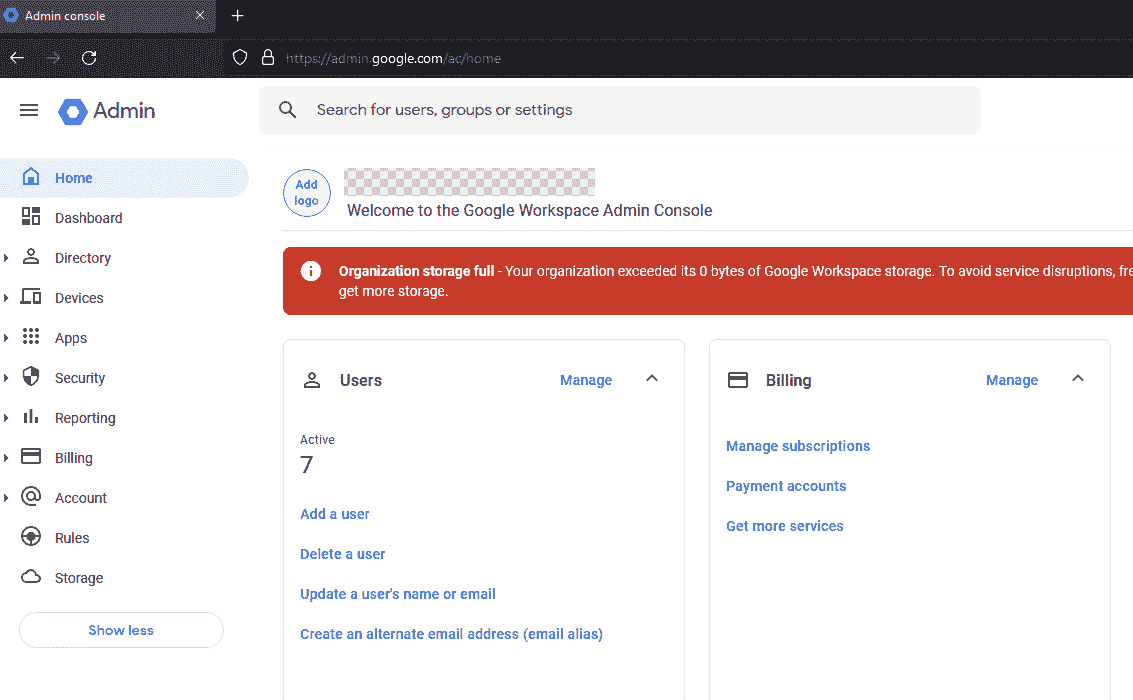 Admin console
https://admin.google.com/ac/home
Admin
Search for users, groups or settings
Home
Dashboard
Directory
Devices
Apps
Security
Reporting
Billing
Account
Rules
Storage
Show less
Add
logo
Welcome to the Google Workspace Admin Console
Organization storage full - Your organization exceeded its 0 bytes of Google Workspace storage. To avoid service disruptions, fre
get more storage.
Users
Manage
Active
7
Add a user
Delete a user
Update a user's name or email
Create an alternate email address (email alias)
Billing
Manage
Manage subscriptions
Payment accounts
Get more services